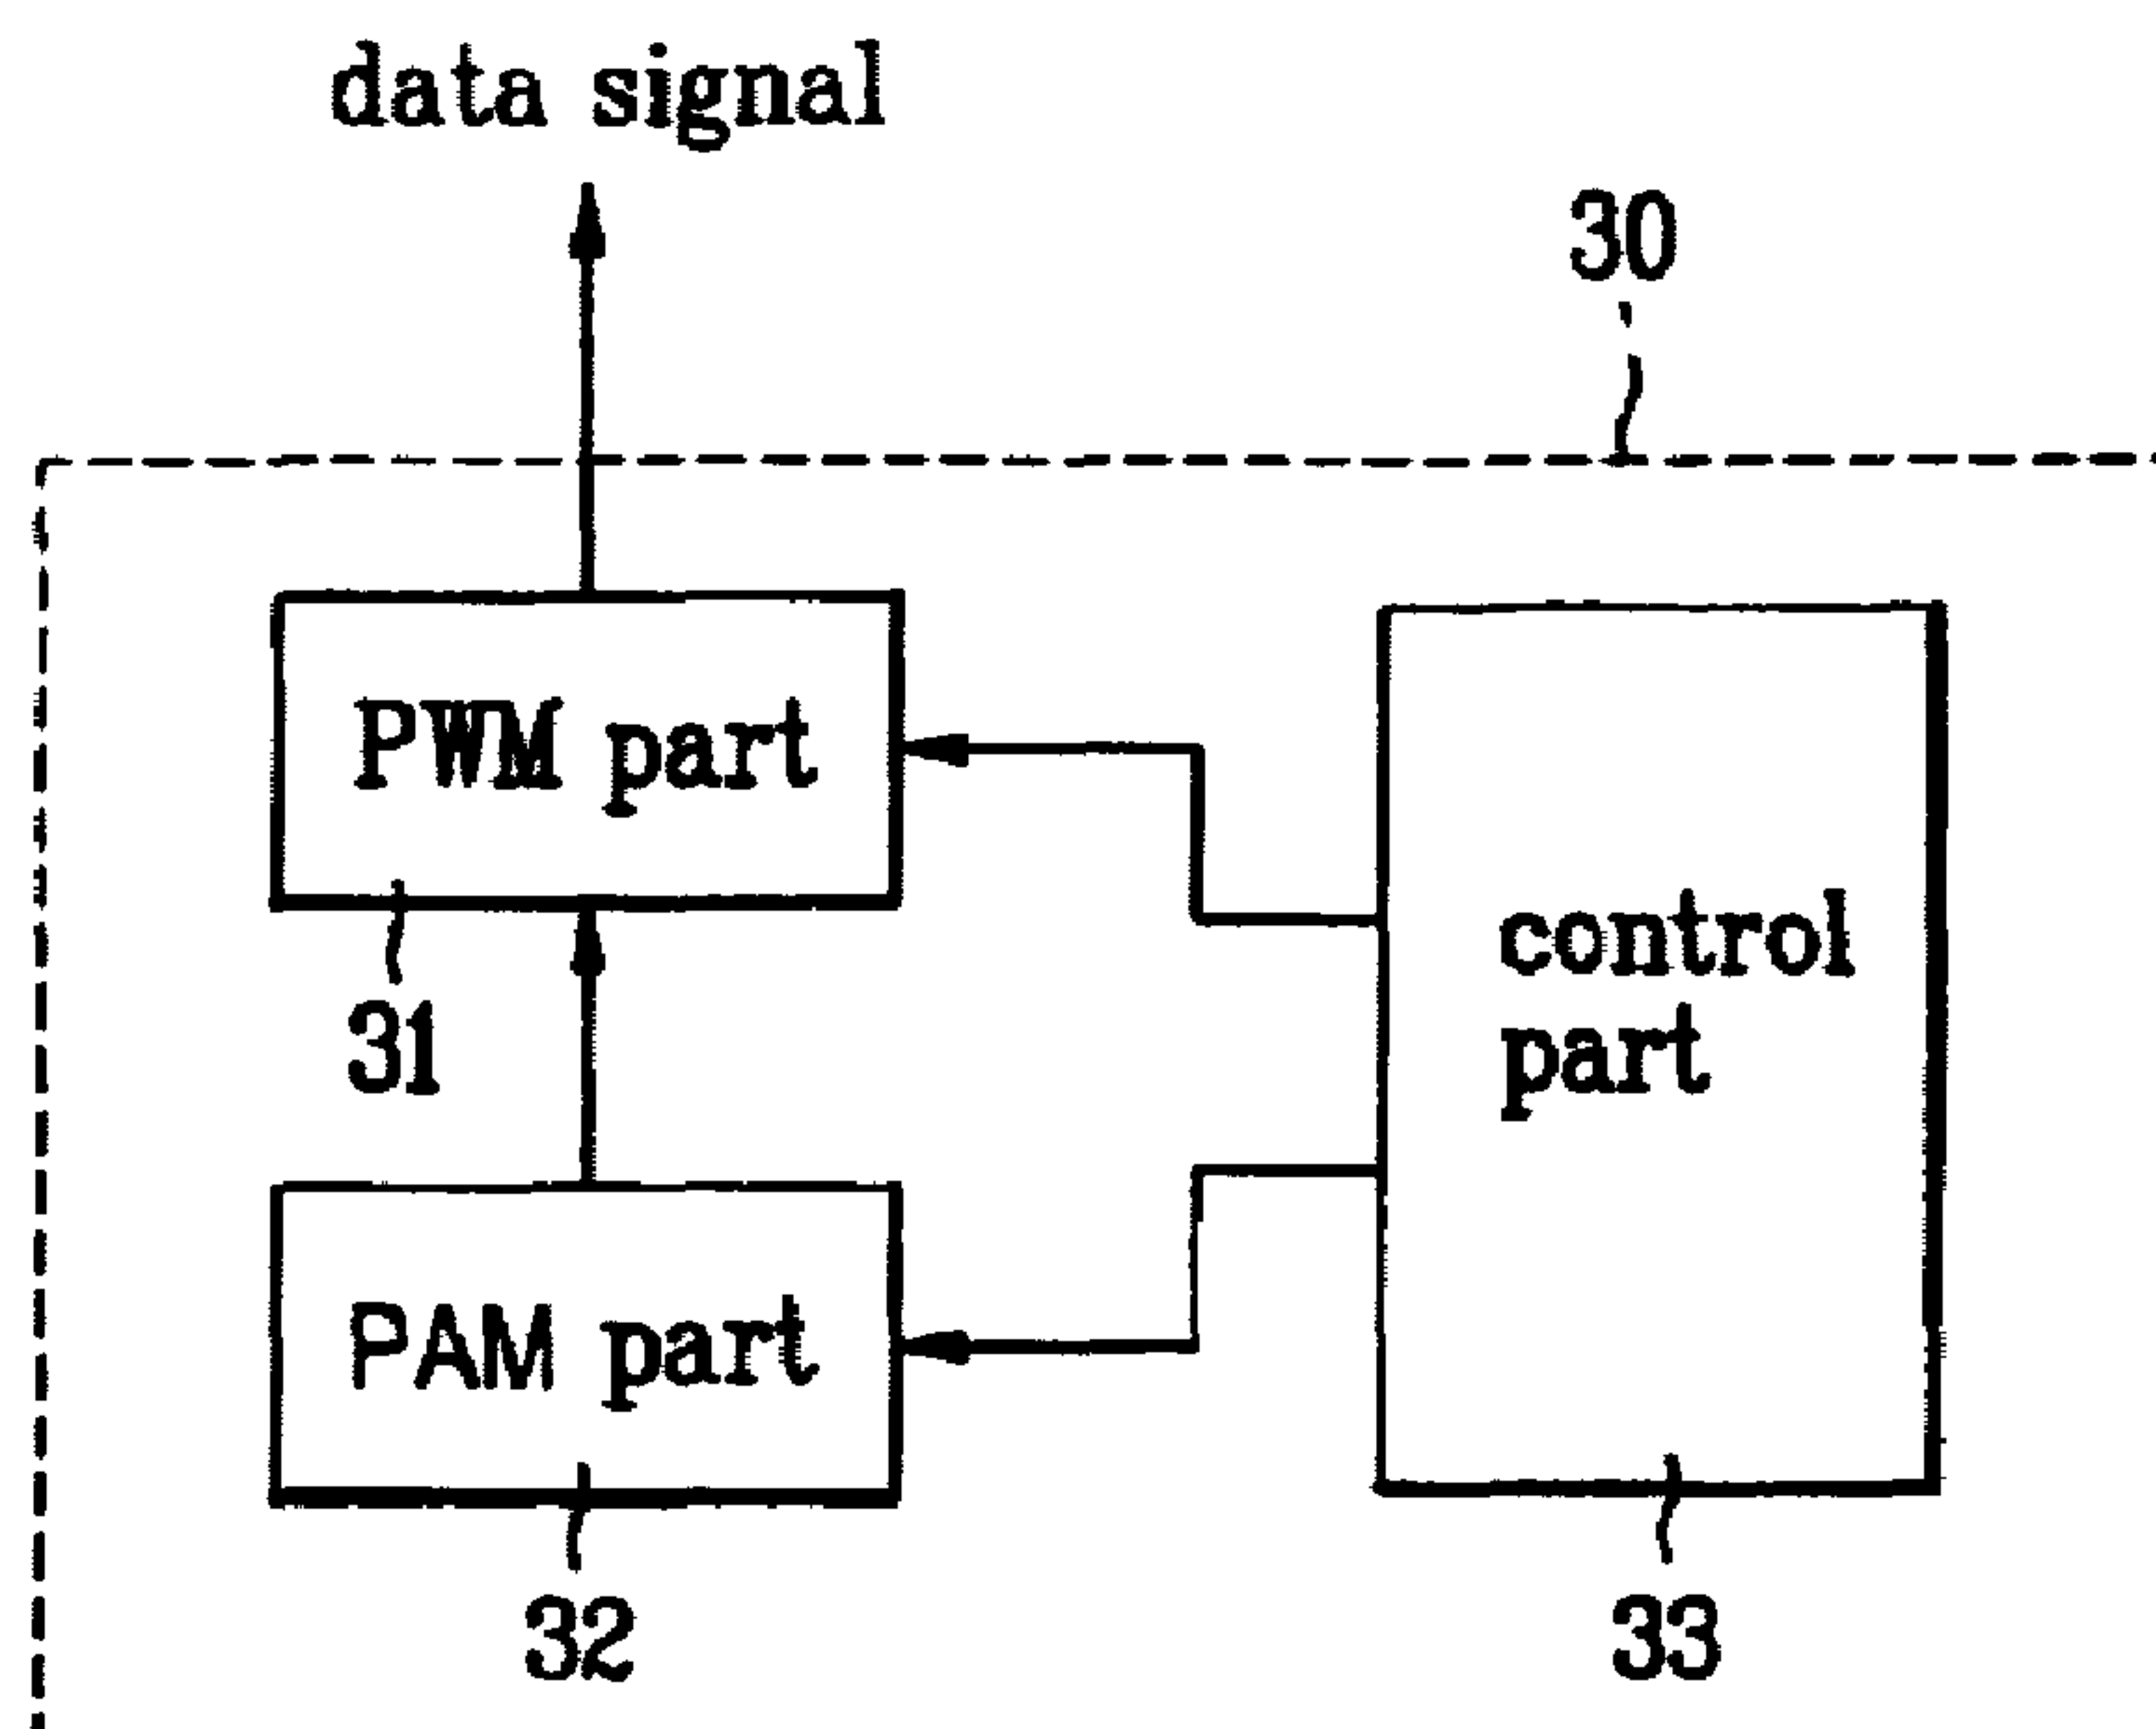 data signal
30
PWM part
31
control
part
PAM part
32
33